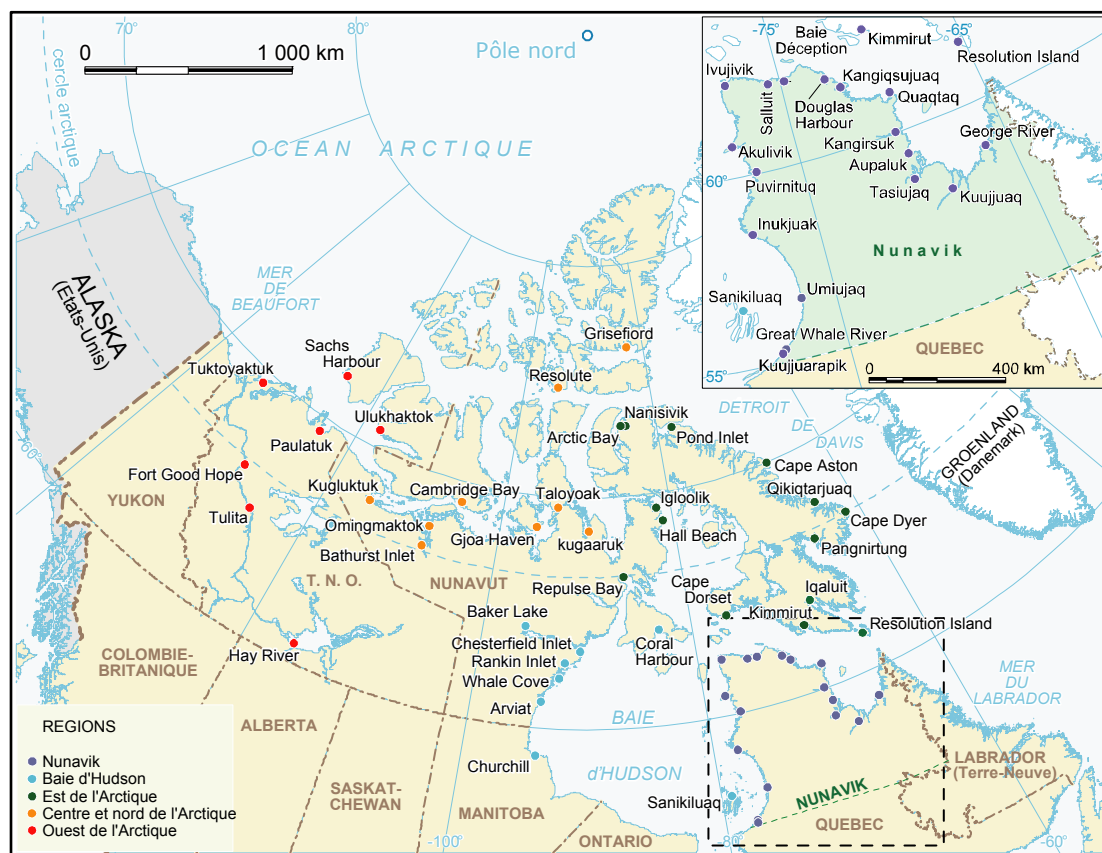 70°
80°
0
1 000 km
Pôle nord
cercle arctique
OCEAN ARCTIQUE
MER
DE
BEAUFORT
ALASKA
(Etats-Unis)
Sachs
Harbour
Tuktoyaktuk
Ulukhaktok
Paulatuk
Fort Good Hope
YUKON
Tulita
Kugluktuk
Cambridge Bay
Omingmaktok
Bathurst Inlet
T. N. O.
NUNAVUT
Gjoa Haven
Taloyoak
kugaaruk
Grisefiord
Resolute
Nanisivik
Arctic Bay
Pond Inlet
DETROIT
DE
DAVIS
GROENLAND
(Danemark)
Cape Aston
Qikiqtarjuaq
Igloolik
Cape Dyer
Hall Beach
Pangnirtung
Repulse Bay
Cape
Dorset
Iqaluit
Kimmirut
Resolution Island
Baker Lake
Chesterfield Inlet
Rankin Inlet
Whale Cove
Arviat
Coral
Harbour
Hay River
COLOMBIE-
BRITANIQUE
ALBERTA
SASKAT-
CHEWAN
MANITOBA
ONTARIO
Churchill
BAIE
d'HUDSON
Sanikiluaq
MER
DU
LABRADOR
LABRADOR
(Terre-Neuve)
NUNAVIK
QUEBEC
-100°
-80°
-60°
REGIONS
Nunavik
Baie d'Hudson
Est de l'Arctique
Centre et nord de l'Arctique
Ouest de l'Arctique
-75°
-65°
60°
55°
Baie
Déception
Kimmirut
Resolution Island
Ivujivik
Salluit
Kangiqsujuaq
Douglas
Harbour
Quaqtaq
George River
Kangirsuk
Akulivik
Aupaluk
Puvirnituq
Tasiujaq
Kuujjuaq
Inukjuak
Nunavik
Umiujaq
Sanikiluaq
Great Whale River
Kuujjuarapik
QUEBEC
0
400 km